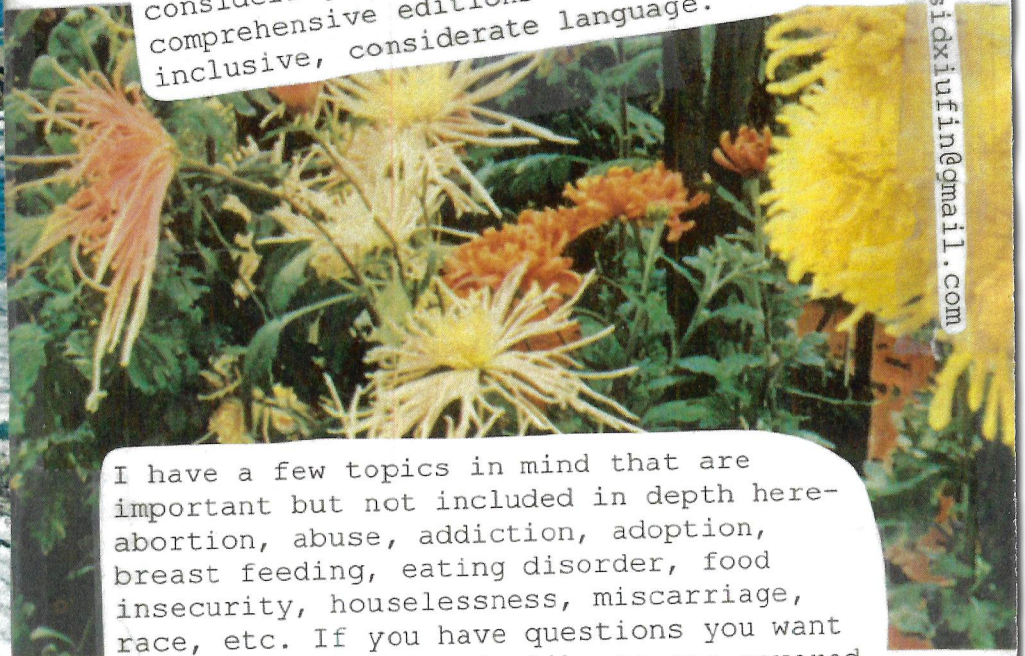 comprehensive
inclusive, considerate language.
sidxiufin@gmail.com
I have a few topics in mind that are
important but not included in depth here-
abortion, abuse, addiction, adoption,
breast feeding, eating disorder, food
insecurity, houselessness, miscarriage,
race, etc. If you have questions you want